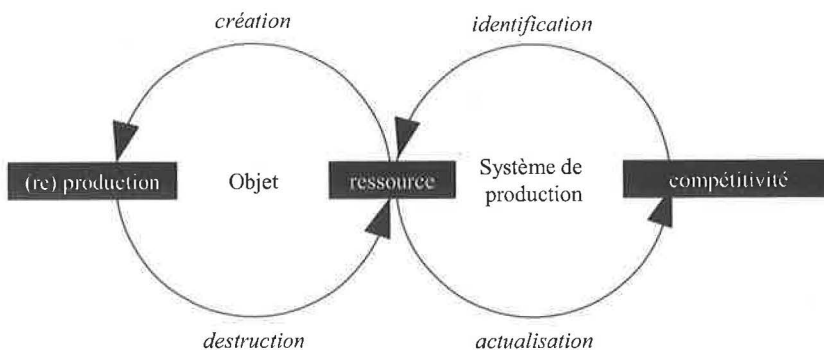 création
identification
(re) production
Objet
ressource
Système de
production
compétitivité
destruction
actualisation